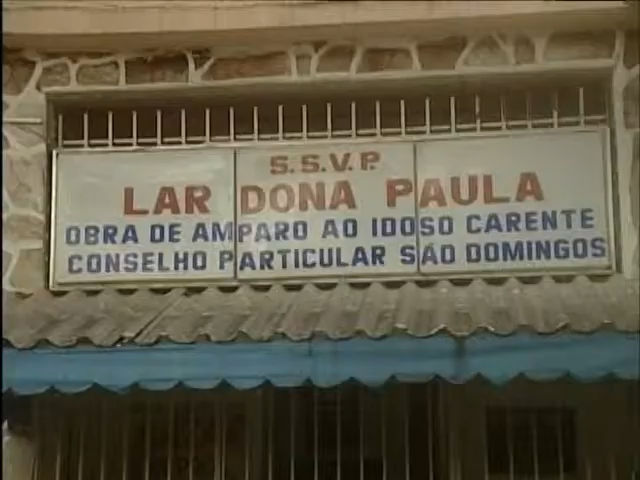 S.S.V.P.
LAR DONA PAULA
OBRA DE AMPARO AO IDOSO CARENTE
CONSELHO PARTICULAR SÃO DOMINGOS